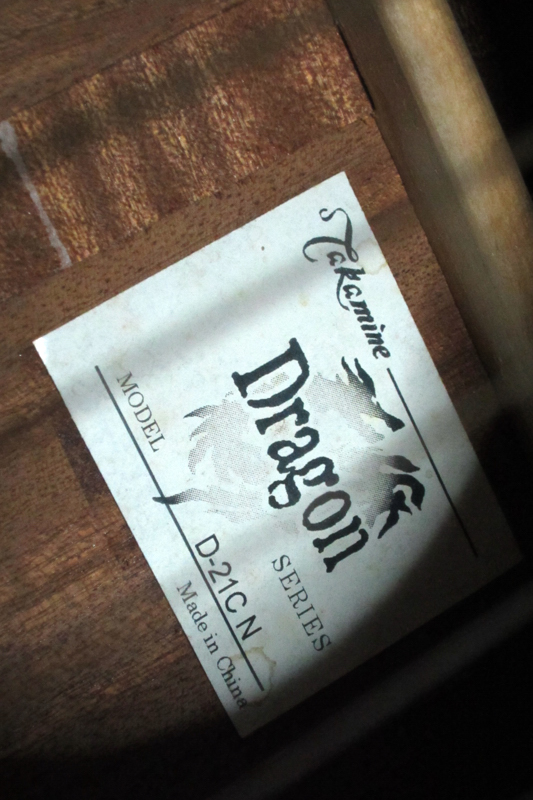 Takamine
Dragon
SERIES
MODEL
D-21C N
Made in China